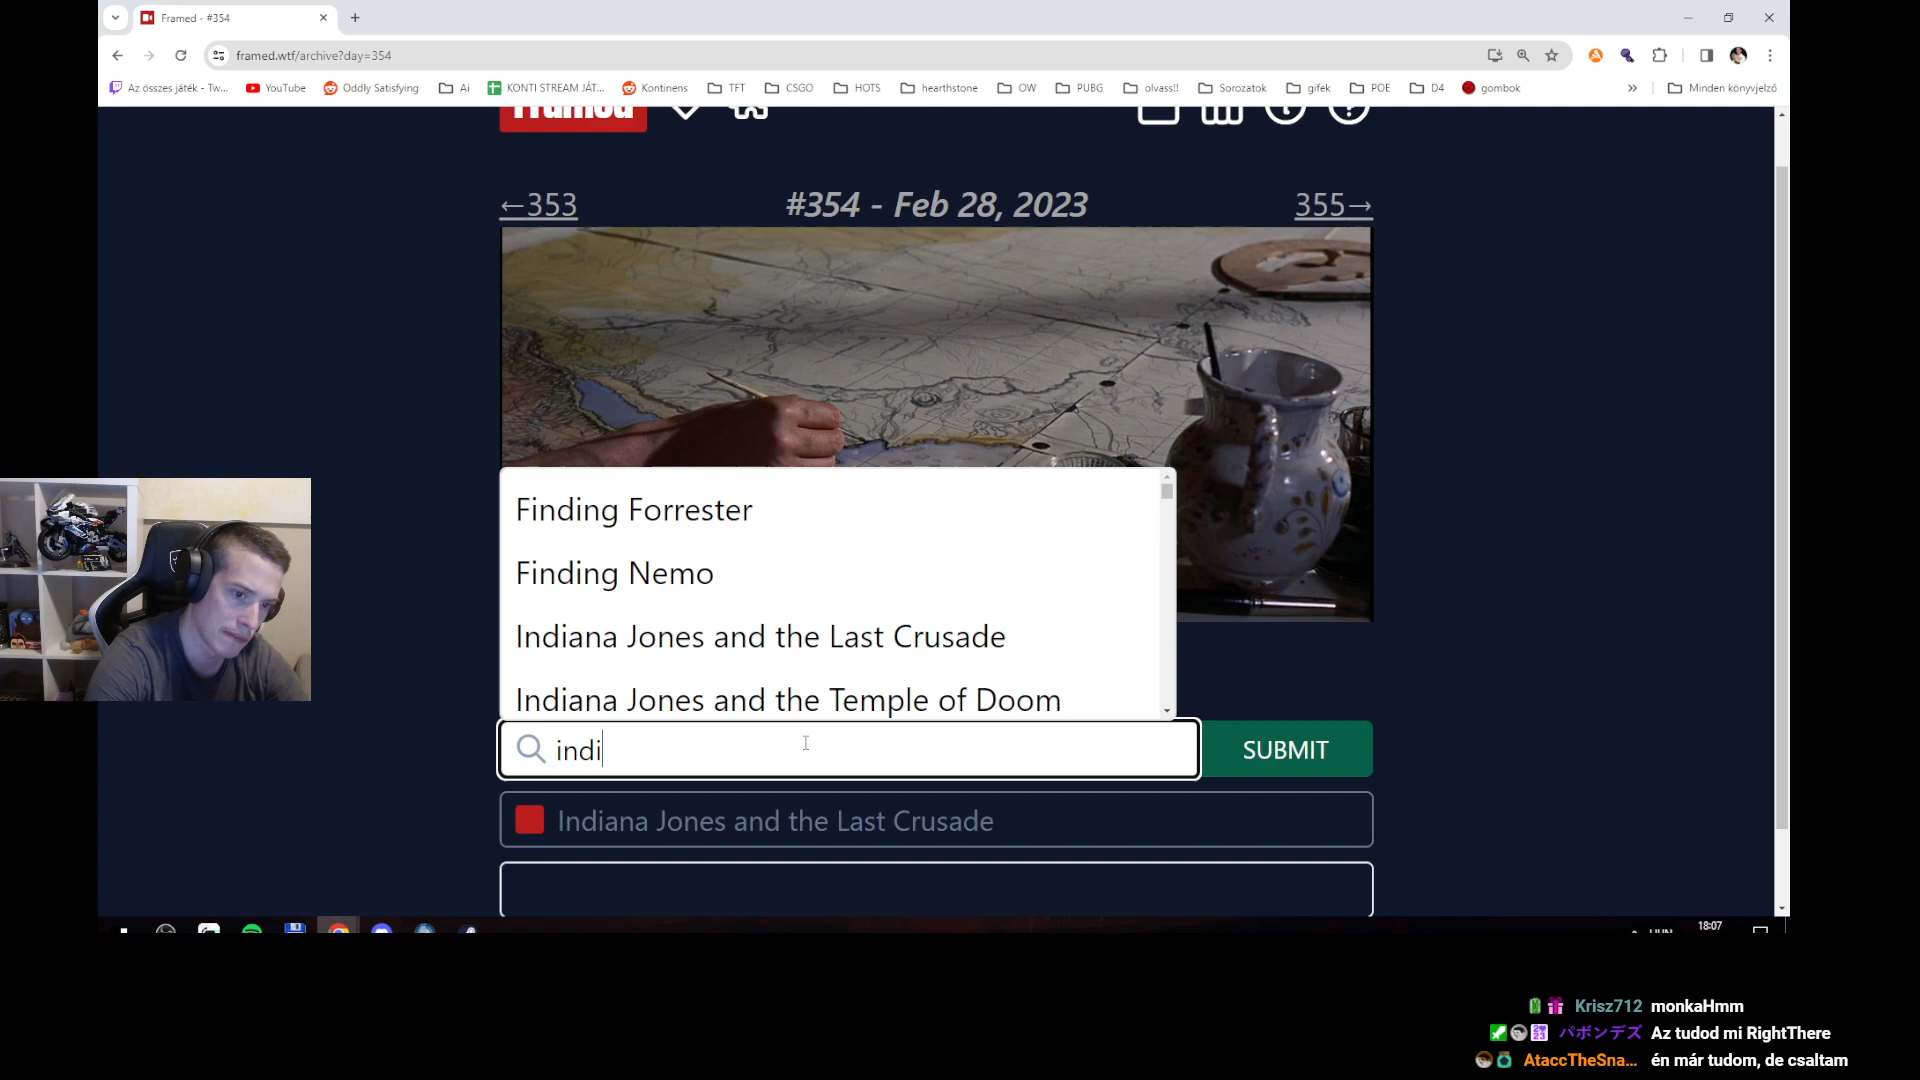 Framed - #354
framed.wtf/archive?day=354
Az összes játék - Tw...
YouTube
Oddly Satisfying
Ai
KONTI STREAM JÁT...
Kontinens
TFT
CSGO
HOTS
hearthstone
OW
PUBG
olvass!!
Sorozatok
gifek
POE
D4
gombok
Minden könyvjelző
Framed
←353
#354 - Feb 28, 2023
355→
Finding Forrester
Finding Nemo
Indiana Jones and the Last Crusade
Indiana Jones and the Temple of Doom
indi
SUBMIT
Indiana Jones and the Last Crusade
HUN
18:07
Krisz712 monkaHmm
パボンデズ Az tudod mi RightThere
AtaccTheSna... én már tudom, de csaltam